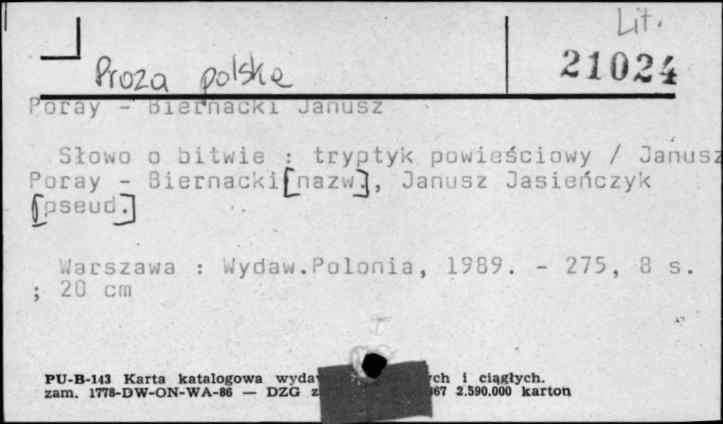 Lit.
21024
Proza polska
Poray - Biernacki Janusz
Słowo o bitwie : tryptyk powieściowy / Janusz
Poray - Biernacki [nazw.], Janusz Jasieńczyk
[pseud.]
Warszawa : Wydaw.Polonia, 1989. - 275, 8 s.
; 20 cm
PU-B-143 Karta katalogowa ych i ciągłych.
zam. 1778-DW-ON-WA-86 — DZG 2.590.000 karton